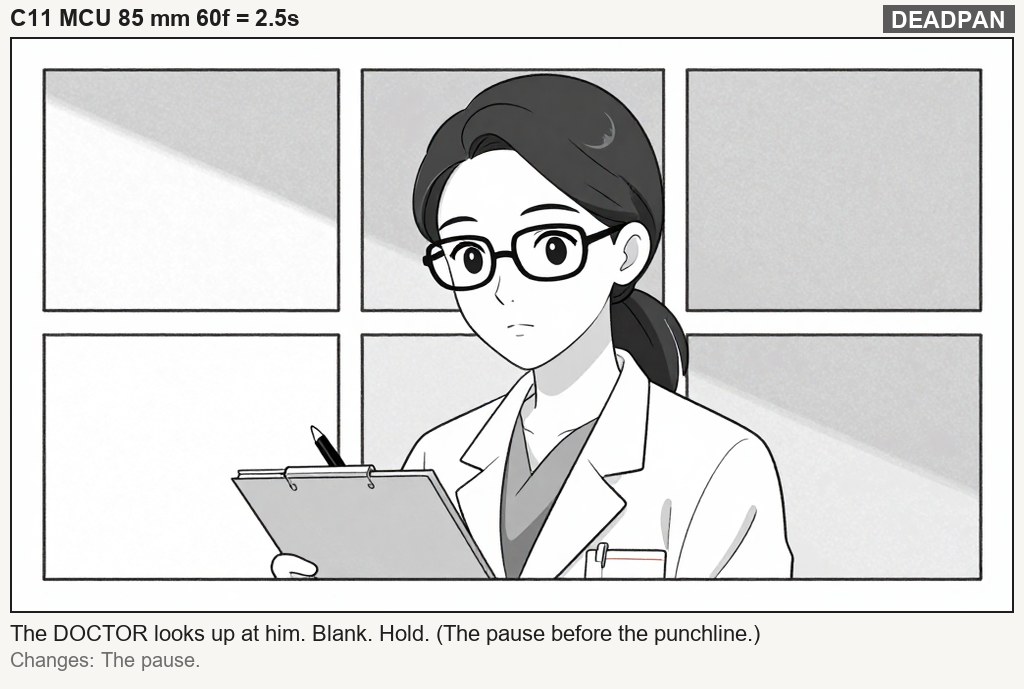 C11 MCU 85 mm 60f = 2.5s
DEADPAN
The DOCTOR looks up at him. Blank. Hold. (The pause before the punchline.)
Changes: The pause.